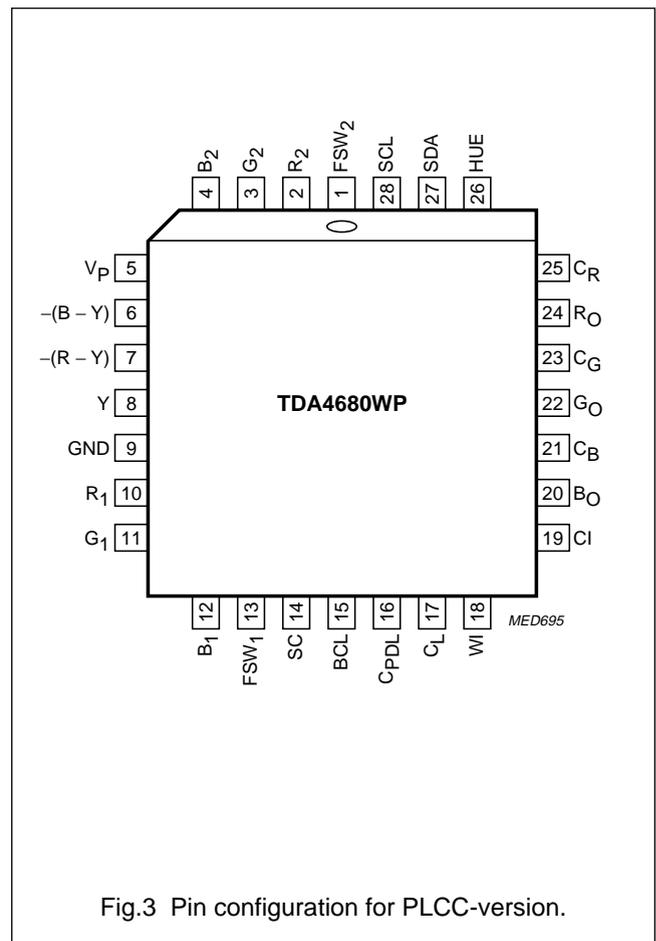 B2
G2
R2
FSW2
SCL
SDA
HUE
4
3
2
1
28
27
26
VP 5
−(B − Y) 6
−(R − Y) 7
Y 8
GND 9
R1 10
G1 11
TDA4680WP
25 CR
24 RO
23 CG
22 GO
21 CB
20 BO
19 CI
12
13
14
15
16
17
18
B1
FSW1
SC
BCL
CPDL
CL
WI
MED695
Fig.3 Pin configuration for PLCC-version.